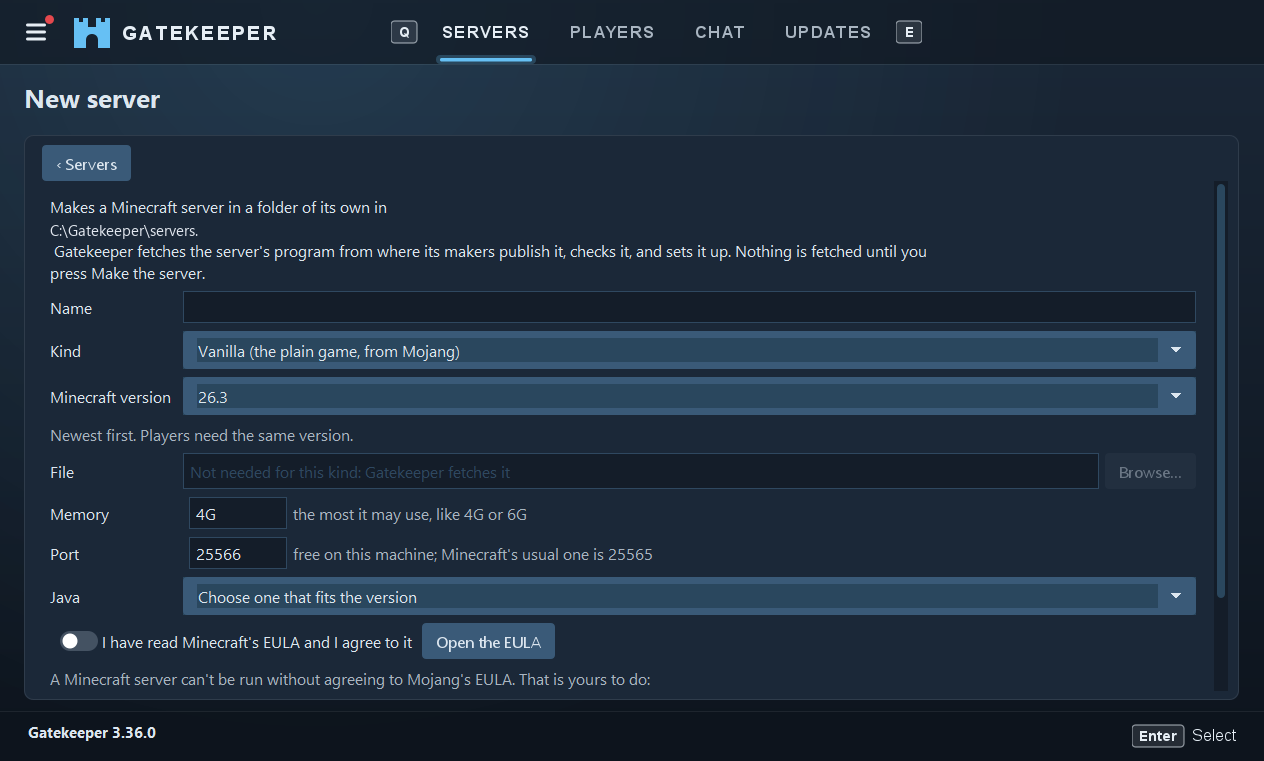 GATEKEEPER
Q SERVERS PLAYERS CHAT UPDATES E
New server
‹ Servers
Makes a Minecraft server in a folder of its own in
C:\Gatekeeper\servers.
Gatekeeper fetches the server's program from where its makers publish it, checks it, and sets it up. Nothing is fetched until you
press Make the server.
Name
Kind Vanilla (the plain game, from Mojang)
Minecraft version 26.3
Newest first. Players need the same version.
File Not needed for this kind: Gatekeeper fetches it Browse...
Memory 4G the most it may use, like 4G or 6G
Port 25566 free on this machine; Minecraft's usual one is 25565
Java Choose one that fits the version
I have read Minecraft's EULA and I agree to it Open the EULA
A Minecraft server can't be run without agreeing to Mojang's EULA. That is yours to do:
Gatekeeper 3.36.0 Enter Select